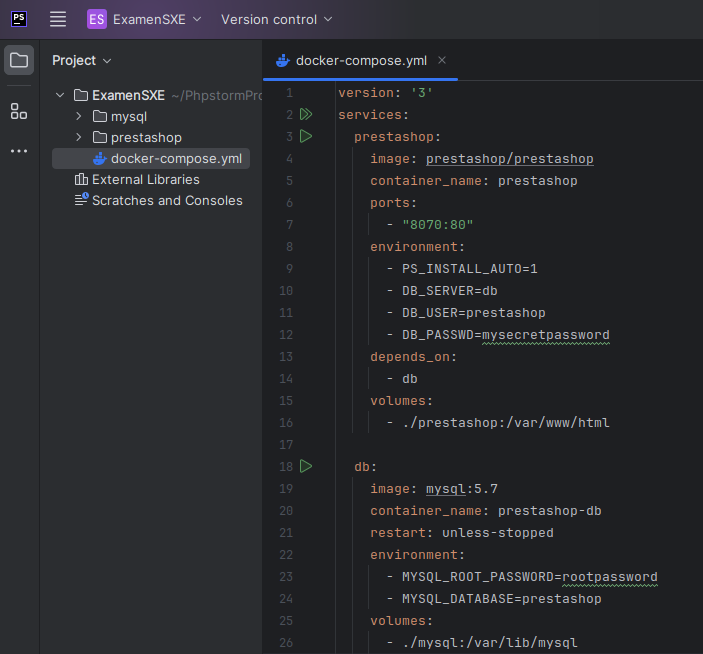 PS
ES ExamenSXE Version control
Project
docker-compose.yml
ExamenSXE ~/PhpstormPro
mysql
prestashop
docker-compose.yml
External Libraries
Scratches and Consoles
1 version: '3'
2 services:
3 prestashop:
4 image: prestashop/prestashop
5 container_name: prestashop
6 ports:
7 - "8070:80"
8 environment:
9 - PS_INSTALL_AUTO=1
10 - DB_SERVER=db
11 - DB_USER=prestashop
12 - DB_PASSWD=mysecretpassword
13 depends_on:
14 - db
15 volumes:
16 - ./prestashop:/var/www/html
17
18 db:
19 image: mysql:5.7
20 container_name: prestashop-db
21 restart: unless-stopped
22 environment:
23 - MYSQL_ROOT_PASSWORD=rootpassword
24 - MYSQL_DATABASE=prestashop
25 volumes:
26 - ./mysql:/var/lib/mysql